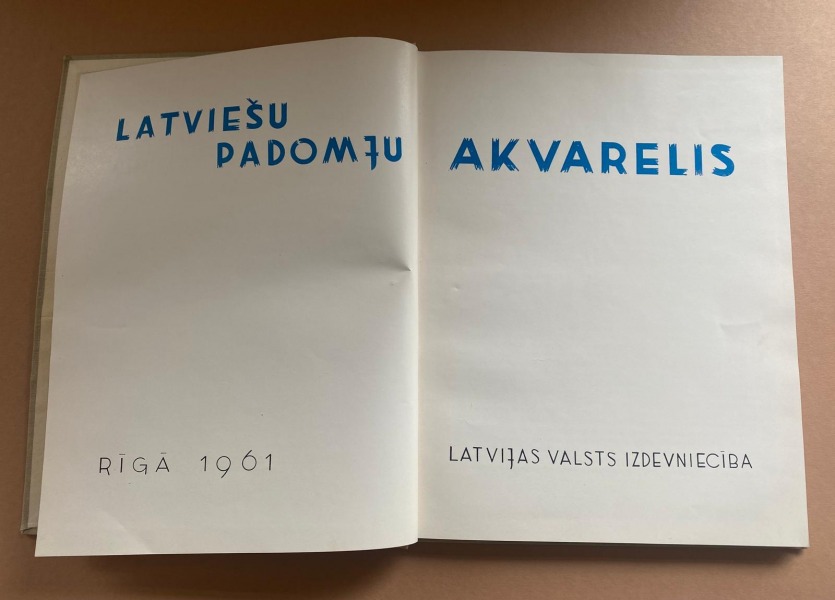 LATVIEŠU
PADOMJU
AKVARELIS
RĪGĀ 1961
LATVIJAS VALSTS IZDEVNIECĪBA